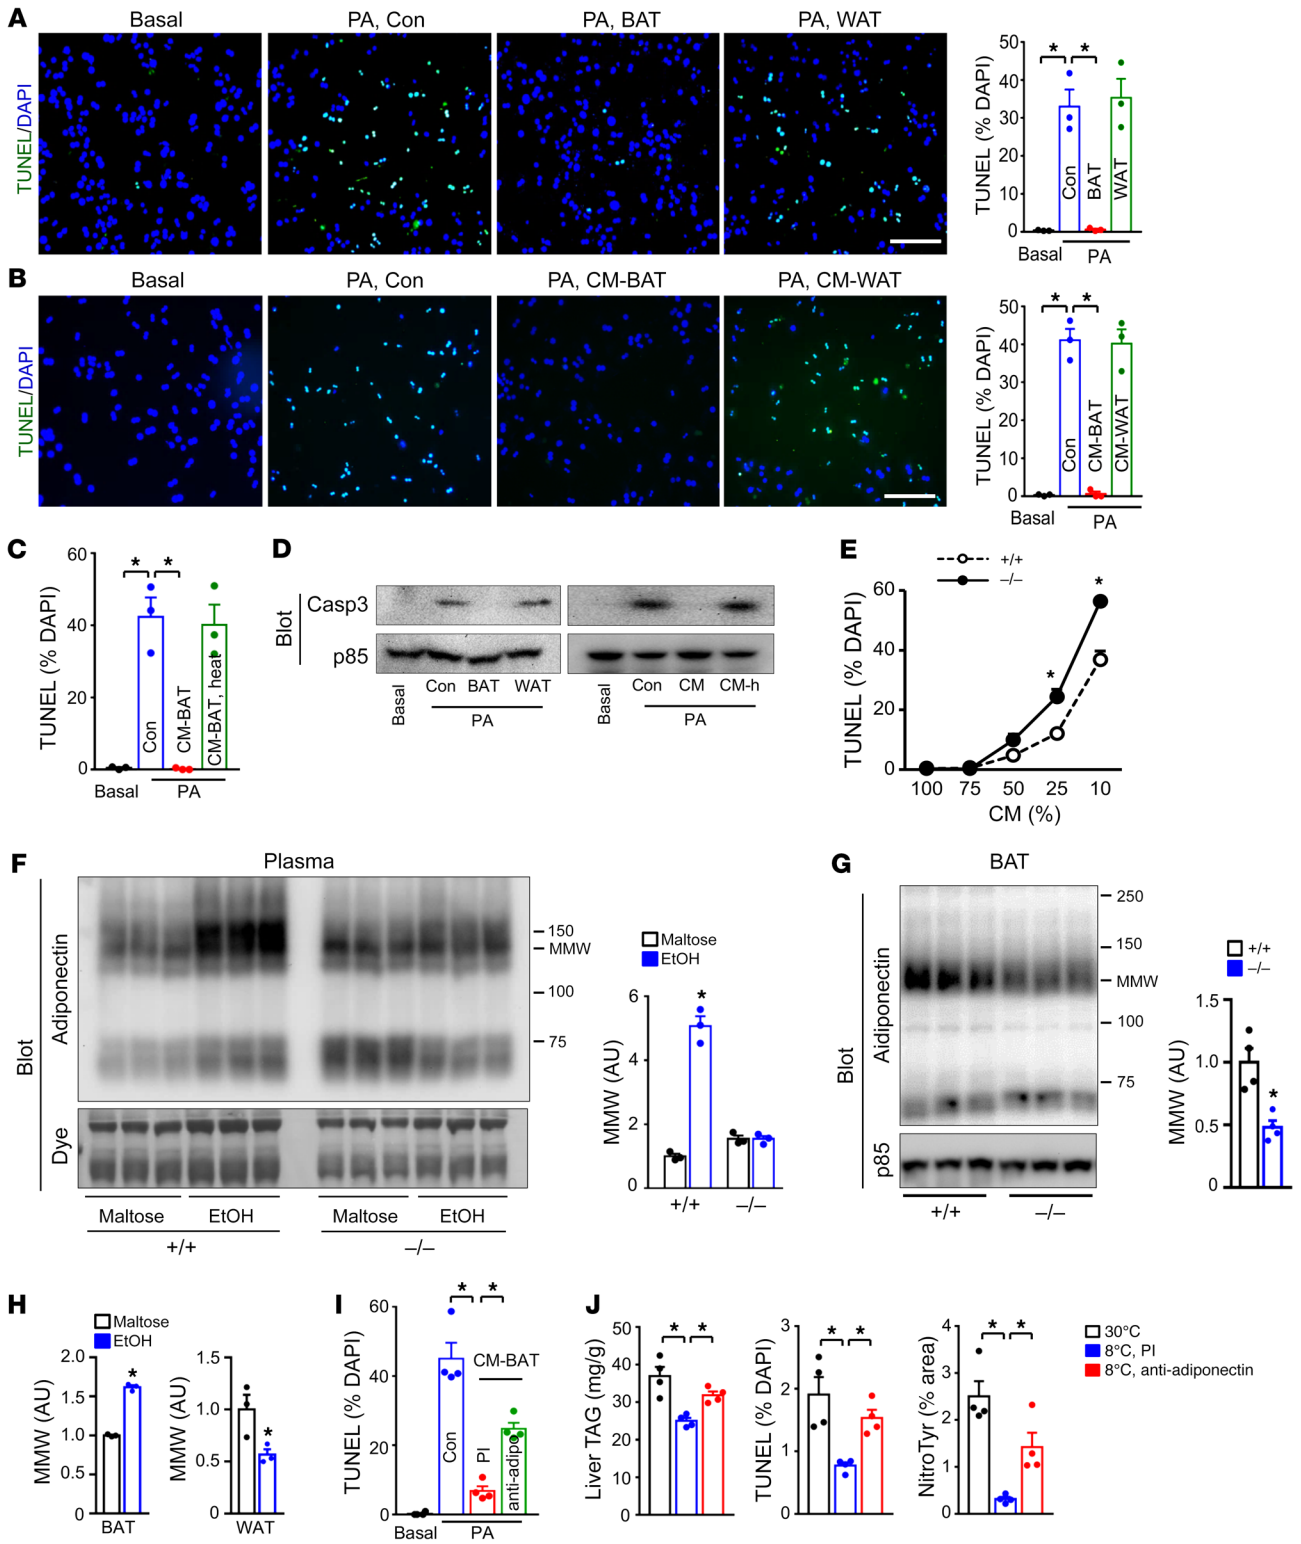 A
Basal
PA, Con
PA, BAT
PA, WAT
TUNEL/DAPI
TUNEL (% DAPI)
50
40
30
20
10
0
Con
BAT
WAT
Basal
PA
B
Basal
PA, Con
PA, CM-BAT
PA, CM-WAT
TUNEL/DAPI
TUNEL (% DAPI)
50
40
30
20
10
0
* *
Con
CM-BAT
CM-WAT
Basal
PA
C
TUNEL (% DAPI)
60
40
20
0
* *
Con
CM-BAT
CM-BAT, heat
Basal
PA
D
Blot
Casp3
p85
Basal
Con
BAT
WAT
PA
Basal
Con
CM
CM-h
PA
E
+/+
–/–
TUNEL (% DAPI)
60
40
20
0
* *
100 75 50 25 10
CM (%)
F
Plasma
Blot
Adiponectin
150
MMW
100
75
Dye
Maltose
EtOH
Maltose
EtOH
+/+
–/–
Maltose
EtOH
MMW (AU)
6
4
2
0
*
+/+
–/–
G
BAT
Blot
Aidiponectin
250
150
MMW
100
75
p85
+/+
–/–
+/+
–/–
MMW (AU)
1.5
1.0
0.5
0
*
H
Maltose
EtOH
MMW (AU)
2.0
1.5
1.0
0.5
0
*
BAT
MMW (AU)
1.5
1.0
0.5
0
*
WAT
I
TUNEL (% DAPI)
60
40
20
0
* *
CM-BAT
Con
PI
anti-adipo
Basal
PA
J
Liver TAG (mg/g)
50
40
30
20
10
0
* *
TUNEL (% DAPI)
3
2
1
0
* *
NitroTyr (% area)
4
3
2
1
0
* *
30°C
8°C, PI
8°C, anti-adiponectin